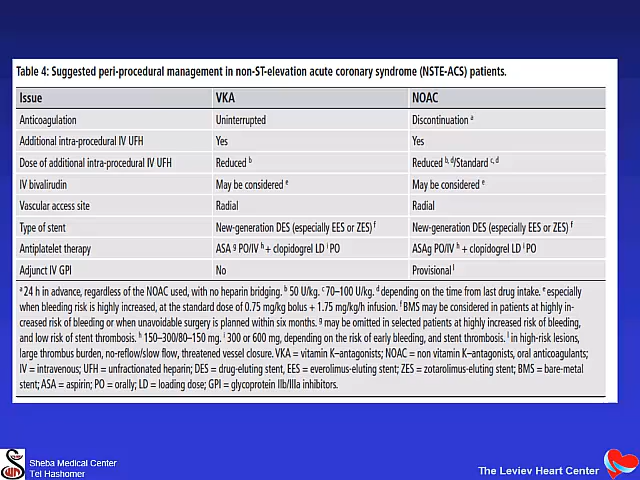 Table 4: Suggested peri-procedural management in non-ST-elevation acute coronary syndrome (NSTE-ACS) patients.
Issue VKA NOAC
Anticoagulation Uninterrupted Discontinuation a
Additional intra-procedural IV UFH Yes Yes
Dose of additional intra-procedural IV UFH Reduced b Reduced b, d/Standard c, d
IV bivalirudin May be considered e May be considered e
Vascular access site Radial Radial
Type of stent New-generation DES (especially EES or ZES) f New-generation DES (especially EES or ZES) f
Antiplatelet therapy ASA g PO/IV h + clopidogrel LD i PO ASAg PO/IV h + clopidogrel LD i PO
Adjunct IV GPI No Provisional l
a 24 h in advance, regardless of the NOAC used, with no heparin bridging. b 50 U/kg. c 70–100 U/kg. d depending on the time from last drug intake. e especially
when bleeding risk is highly increased, at the standard dose of 0.75 mg/kg bolus + 1.75 mg/kg/h infusion. f BMS may be considered in patients at highly in-
creased risk of bleeding or when unavoidable surgery is planned within six months. g may be omitted in selected patients at highly increased risk of bleeding,
and low risk of stent thrombosis. h 150–300/80–150 mg. i 300 or 600 mg, depending on the risk of early bleeding, and stent thrombosis. l in high-risk lesions,
large thrombus burden, no-reflow/slow flow, threatened vessel closure. VKA = vitamin K–antagonists; NOAC = non vitamin K–antagonists, oral anticoagulants;
IV = intravenous; UFH = unfractionated heparin; DES = drug-eluting stent, EES = everolimus-eluting stent; ZES = zotarolimus-eluting stent; BMS = bare-metal
stent; ASA = aspirin; PO = orally; LD = loading dose; GPI = glycoprotein IIb/IIIa inhibitors.
Sheba Medical Center
Tel Hashomer
The Leviev Heart Center